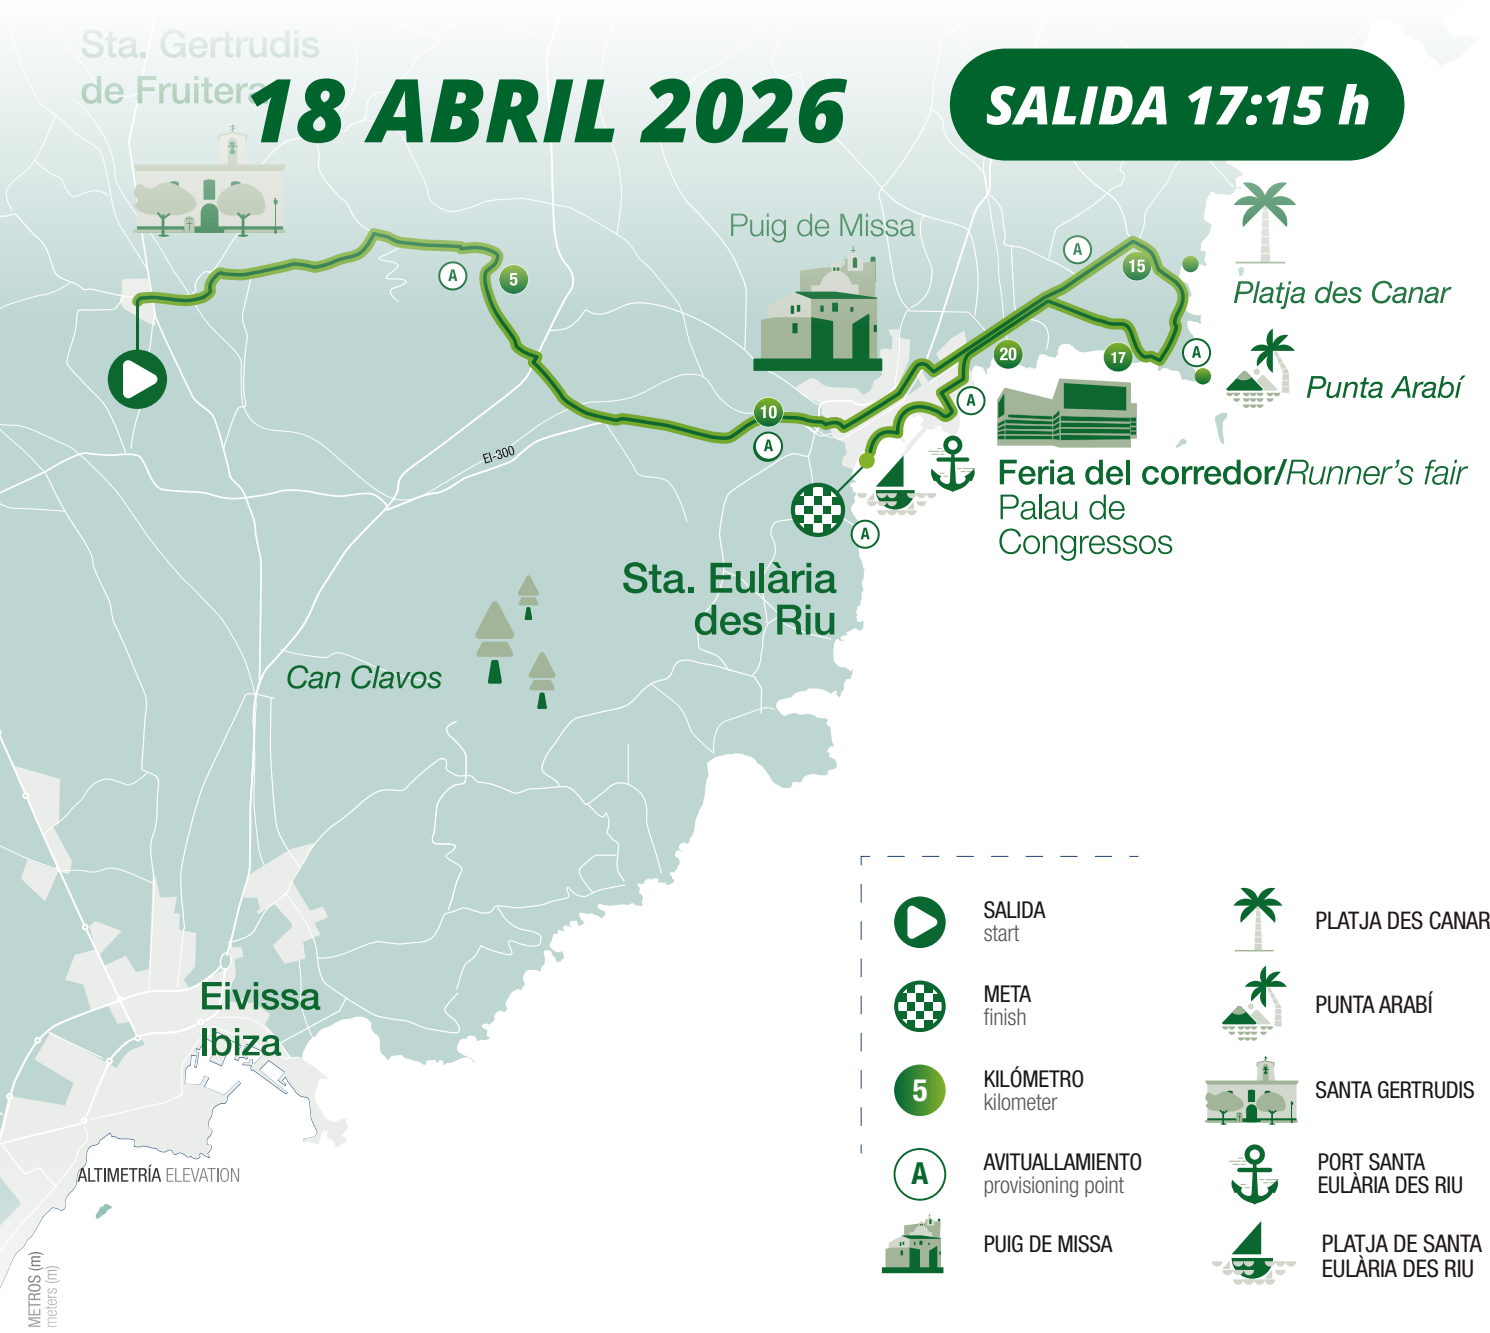 Sta. Gertrudis
de Fruitera
18 ABRIL 2026
SALIDA 17:15 h
Puig de Missa
A
5
A
15
Platja des Canar
20
17
A
Punta Arabí
10
A
A
EI-300
Feria del corredor/Runner's fair
Palau de
Congressos
A
Sta. Eulària
des Riu
Can Clavos
Eivissa
Ibiza
ALTIMETRÍA ELEVATION
METROS (m)
meters (m)
SALIDA
start
META
finish
5
KILÓMETRO
kilometer
A
AVITUALLAMIENTO
provisioning point
PUIG DE MISSA
PLATJA DES CANAR
PUNTA ARABÍ
SANTA GERTRUDIS
PORT SANTA
EULÀRIA DES RIU
PLATJA DE SANTA
EULÀRIA DES RIU